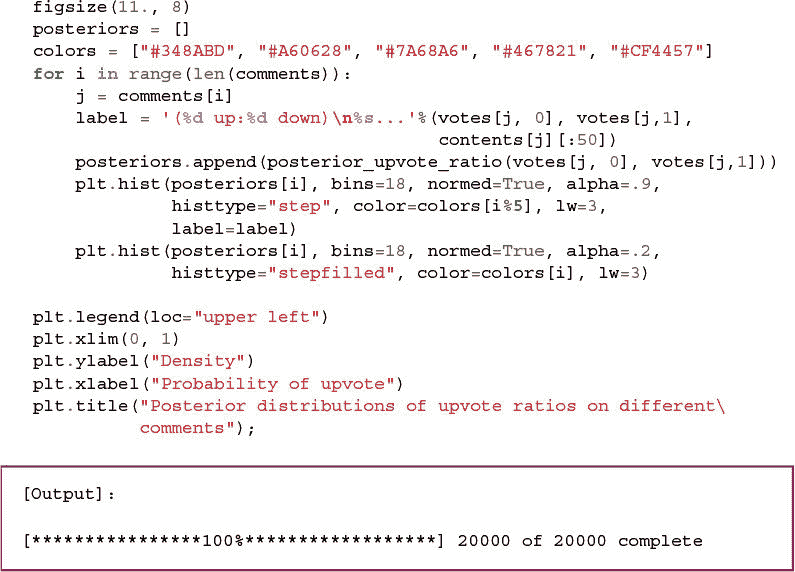 figsize(11., 8)
posteriors = []
colors = ["#348ABD", "#A60628", "#7A68A6", "#467821", "#CF4457"]
for i in range(len(comments)):
    j = comments[i]
    label = '(%d up:%d down)\n%s...'%(votes[j, 0], votes[j,1],
                                      contents[j][:50])
    posteriors.append(posterior_upvote_ratio(votes[j, 0], votes[j,1]))
    plt.hist(posteriors[i], bins=18, normed=True, alpha=.9,
             histtype="step", color=colors[i%5], lw=3,
             label=label)
    plt.hist(posteriors[i], bins=18, normed=True, alpha=.2,
             histtype="stepfilled", color=colors[i], lw=3)

plt.legend(loc="upper left")
plt.xlim(0, 1)
plt.ylabel("Density")
plt.xlabel("Probability of upvote")
plt.title("Posterior distributions of upvote ratios on different\
          comments");

[Output]:

[****************100%******************] 20000 of 20000 complete